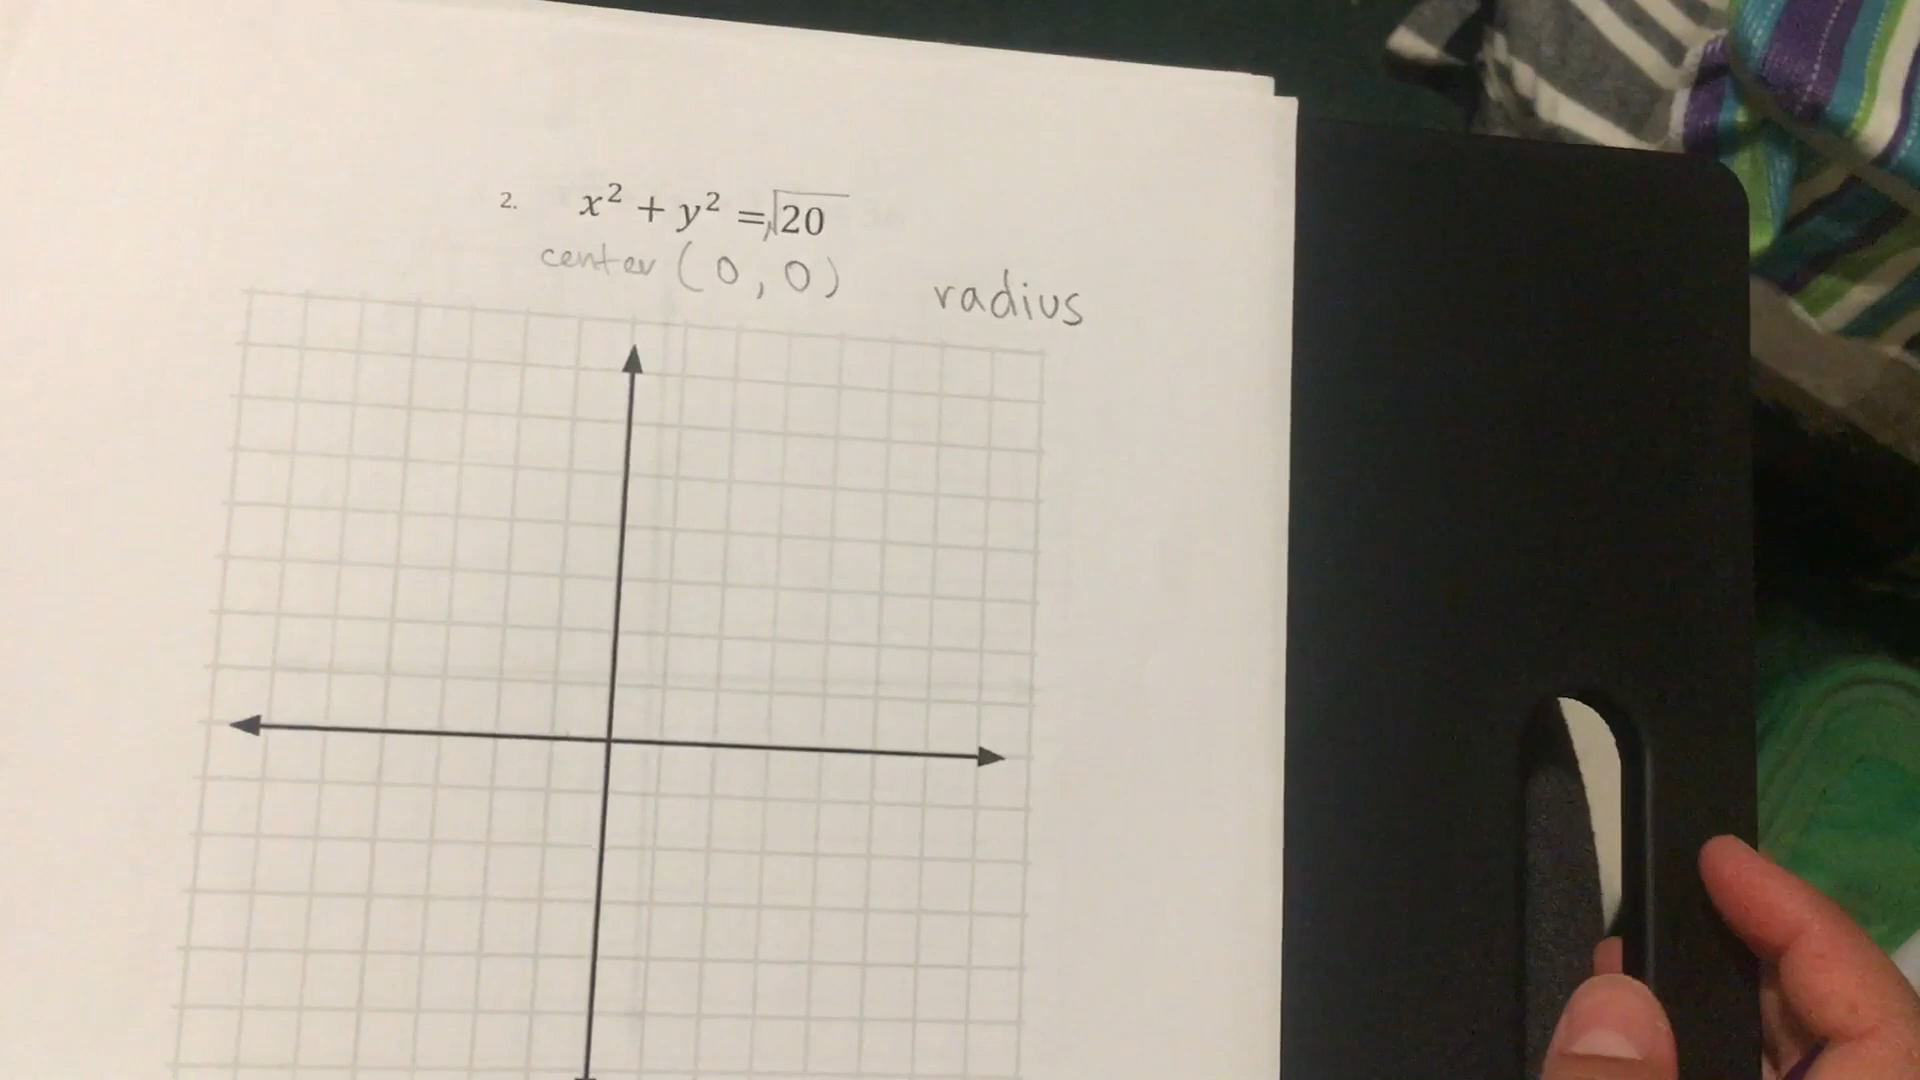 2. x² + y² = √20
center (0,0) radius